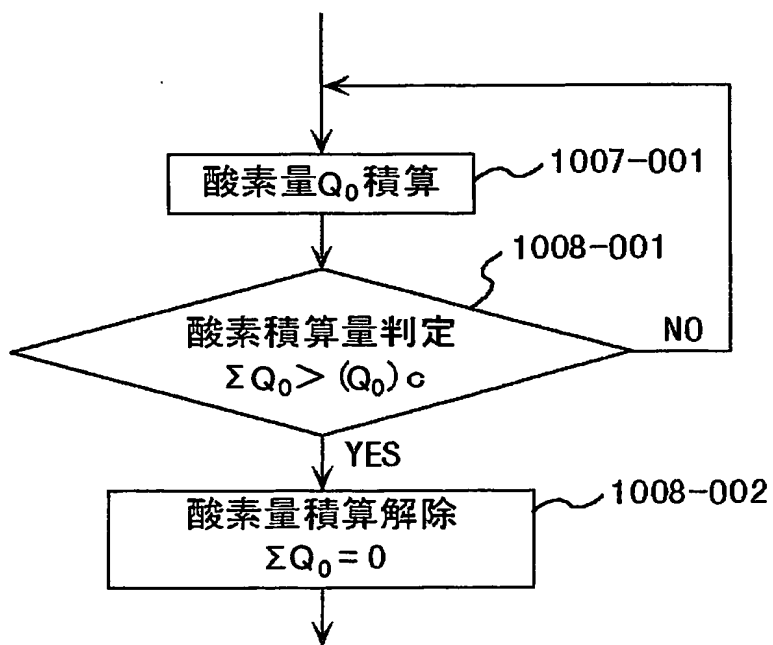 酸素量Q₀積算
1007-001
1008-001
酸素積算量判定
ΣQ₀>(Q₀)c
NO
YES
酸素量積算解除
ΣQ₀=0
1008-002